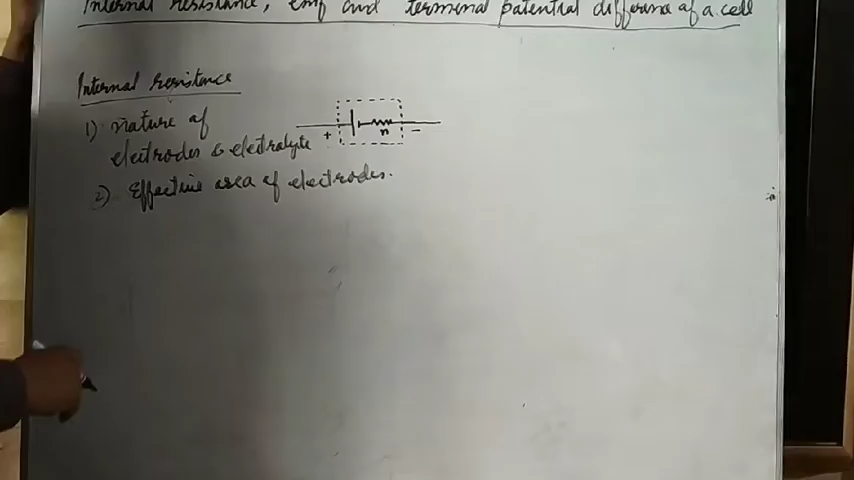 Internal resistance, emf and terminal potential difference of a cell
Internal resistance
1) nature of
electrodes & electrolyte
+ r −
2) Effective area of electrodes.